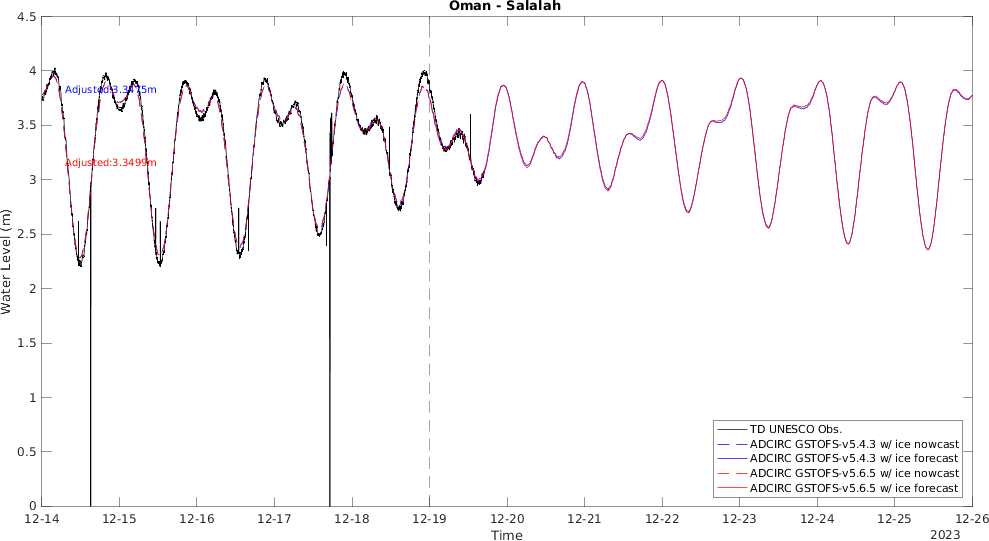 Oman - Salalah
4.5
4
3.5
3
2.5
2
1.5
1
0.5
0
Water Level (m)
Adjusted:3.3475m
Adjusted:3.3499m
TD UNESCO Obs.
ADCIRC GSTOFS-v5.4.3 w/ ice nowcast
ADCIRC GSTOFS-v5.4.3 w/ ice forecast
ADCIRC GSTOFS-v5.6.5 w/ ice nowcast
ADCIRC GSTOFS-v5.6.5 w/ ice forecast
12-14 12-15 12-16 12-17 12-18 12-19 12-20 12-21 12-22 12-23 12-24 12-25 12-26
Time
2023